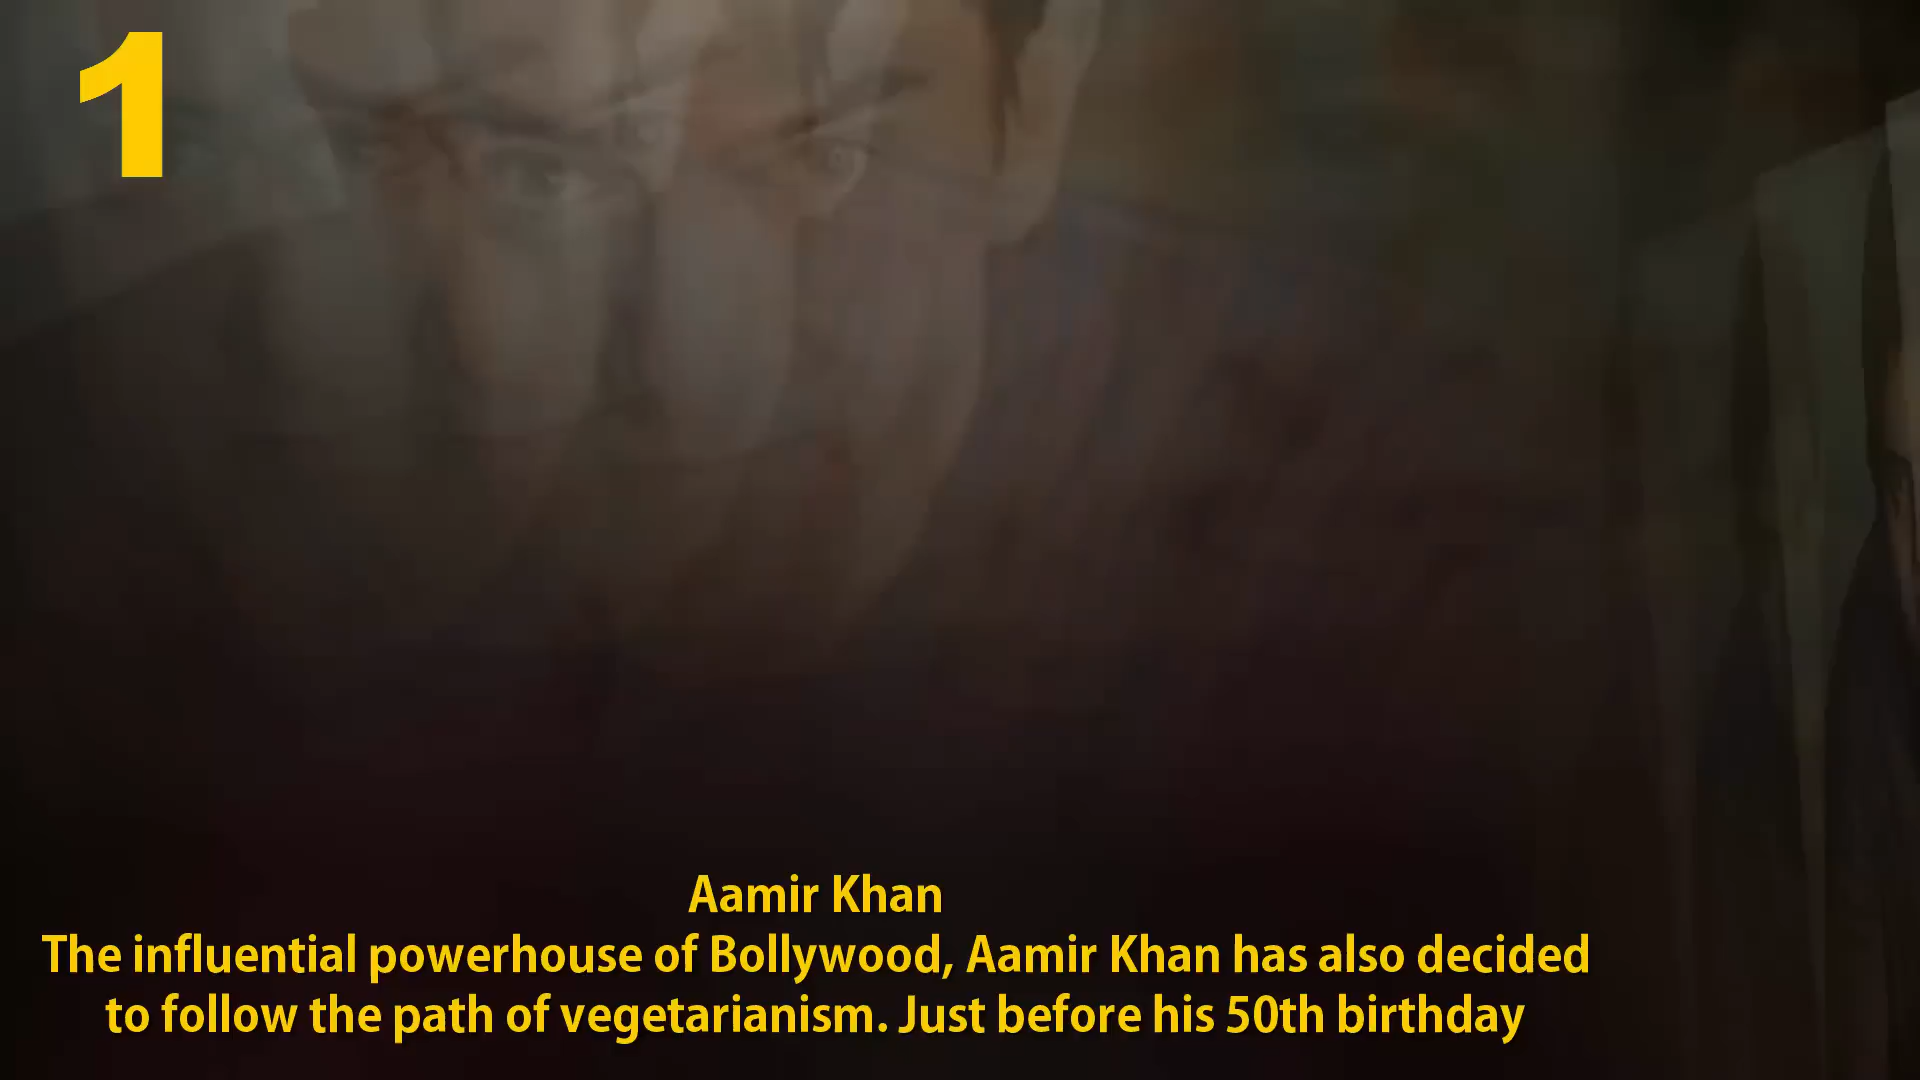 1
Aamir Khan
The influential powerhouse of Bollywood, Aamir Khan has also decided
to follow the path of vegetarianism. Just before his 50th birthday